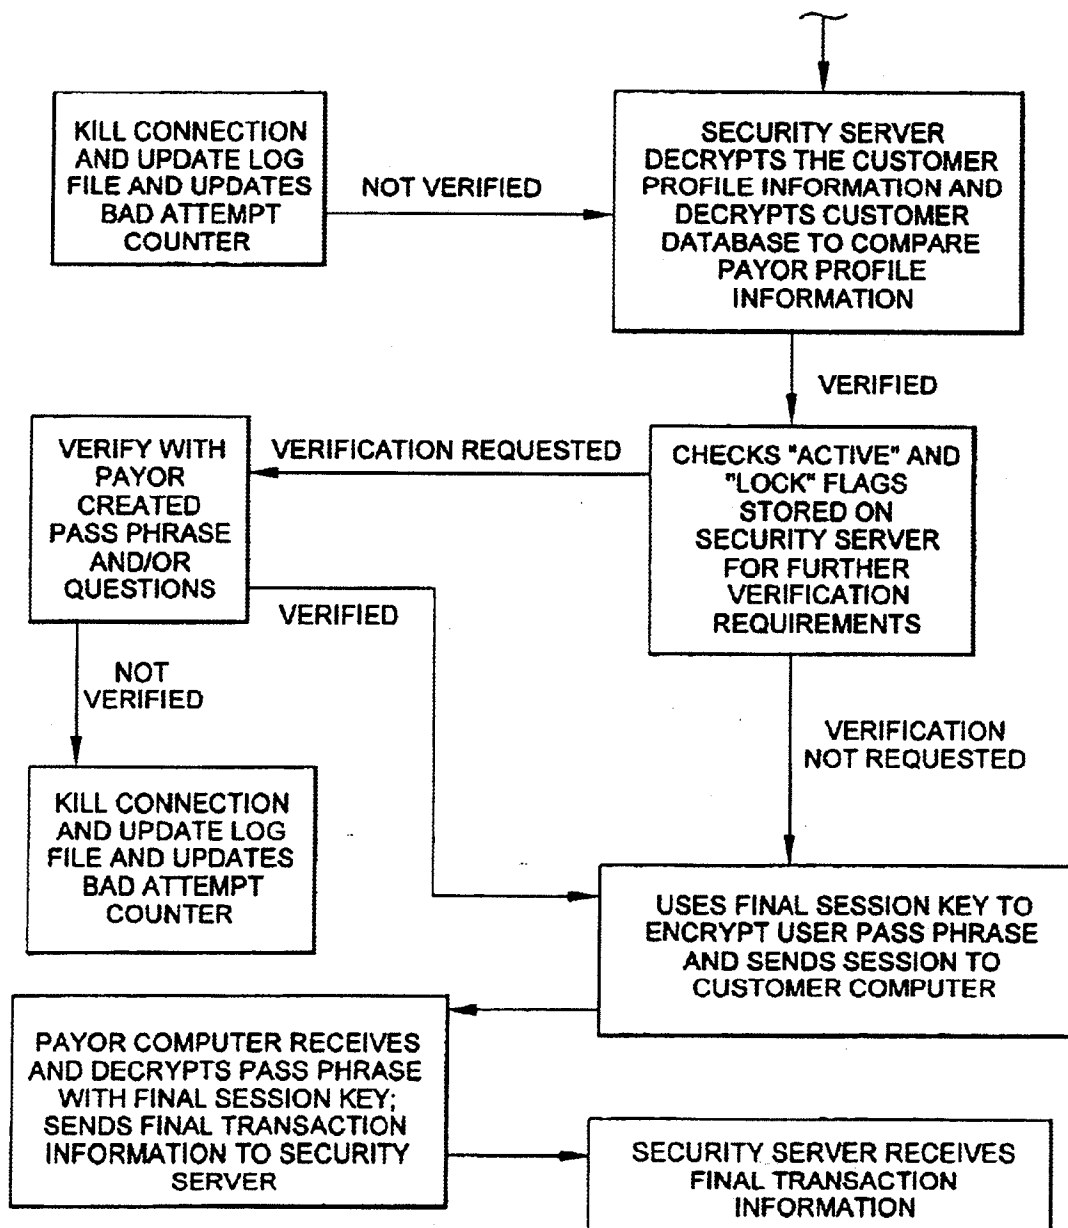 KILL CONNECTION
AND UPDATE LOG
FILE AND UPDATES
BAD ATTEMPT
COUNTER
NOT VERIFIED
SECURITY SERVER
DECRYPTS THE CUSTOMER
PROFILE INFORMATION AND
DECRYPTS CUSTOMER
DATABASE TO COMPARE
PAYOR PROFILE
INFORMATION
VERIFIED
VERIFY WITH
PAYOR
CREATED
PASS PHRASE
AND/OR
QUESTIONS
VERIFICATION REQUESTED
CHECKS "ACTIVE" AND
"LOCK" FLAGS
STORED ON
SECURITY SERVER
FOR FURTHER
VERIFICATION
REQUIREMENTS
VERIFIED
NOT
VERIFIED
VERIFICATION
NOT REQUESTED
KILL CONNECTION
AND UPDATE LOG
FILE AND UPDATES
BAD ATTEMPT
COUNTER
USES FINAL SESSION KEY TO
ENCRYPT USER PASS PHRASE
AND SENDS SESSION TO
CUSTOMER COMPUTER
PAYOR COMPUTER RECEIVES
AND DECRYPTS PASS PHRASE
WITH FINAL SESSION KEY;
SENDS FINAL TRANSACTION
INFORMATION TO SECURITY
SERVER
SECURITY SERVER RECEIVES
FINAL TRANSACTION
INFORMATION